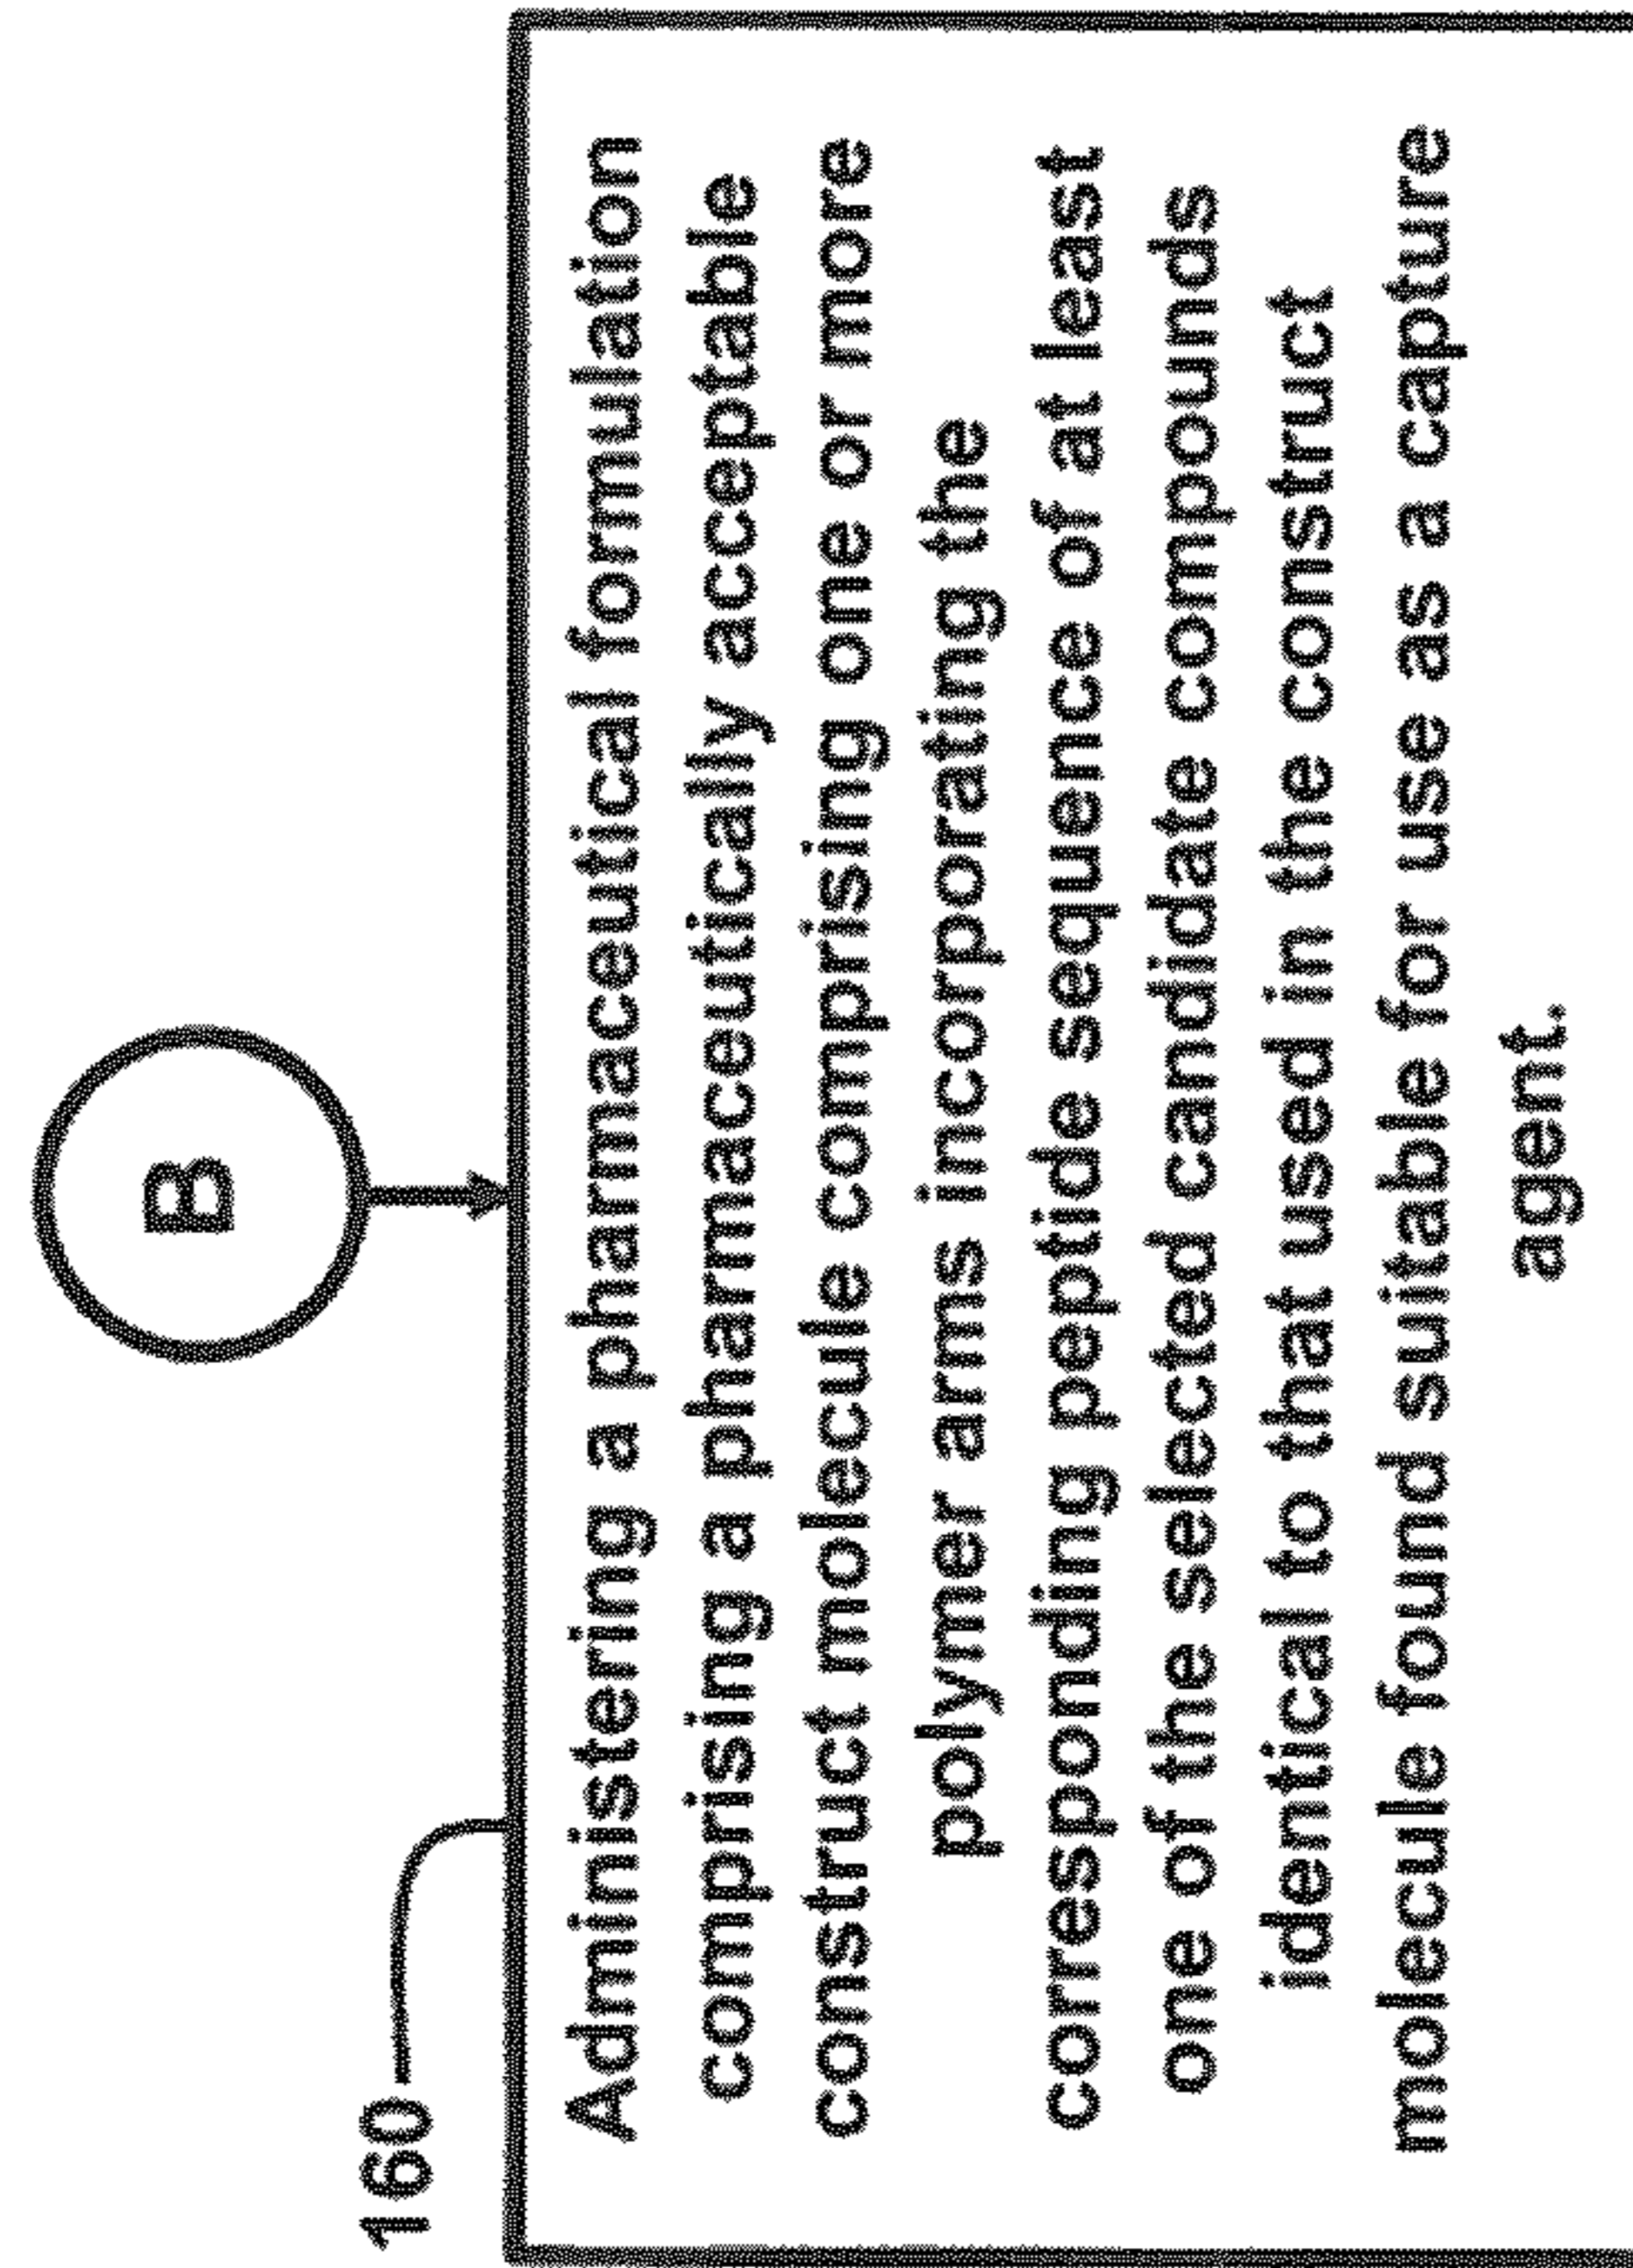 B
160
Administering a pharmaceutical formulation
comprising a pharmaceutically acceptable
construct molecule comprising one or more
polymer arms incorporating the
corresponding peptide sequence of at least
one of the selected candidate compounds
identical to that used in the construct
molecule found suitable for use as a capture
agent.